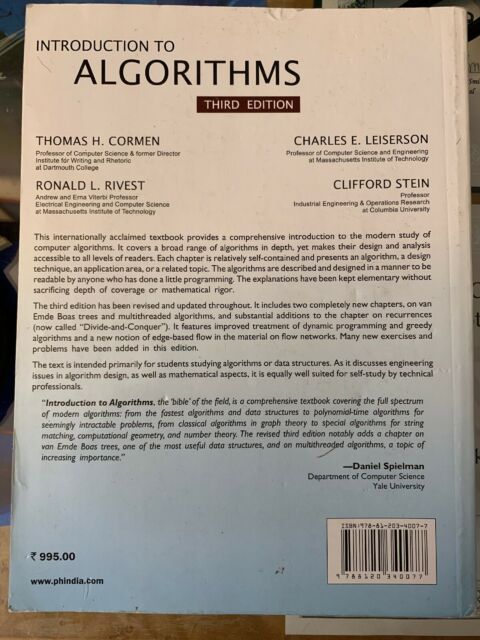 INTRODUCTION TO
ALGORITHMS
THIRD EDITION
THOMAS H. CORMEN
Professor of Computer Science & former Director
Institute for Writing and Rhetoric
at Dartmouth College
CHARLES E. LEISERSON
Professor of Computer Science and Engineering
at Massachusetts Institute of Technology
RONALD L. RIVEST
Andrew and Erna Viterbi Professor
Electrical Engineering and Computer Science
at Massachusetts Institute of Technology
CLIFFORD STEIN
Professor
Industrial Engineering & Operations Research
at Columbia University
This internationally acclaimed textbook provides a comprehensive introduction to the modern study of
computer algorithms. It covers a broad range of algorithms in depth, yet makes their design and analysis
accessible to all levels of readers. Each chapter is relatively self-contained and presents an algorithm, a design
technique, an application area, or a related topic. The algorithms are described and designed in a manner to be
readable by anyone who has done a little programming. The explanations have been kept elementary without
sacrificing depth of coverage or mathematical rigor.
The third edition has been revised and updated throughout. It includes two completely new chapters, on van
Emde Boas trees and multithreaded algorithms, and substantial additions to the chapter on recurrences
(now called "Divide-and-Conquer"). It features improved treatment of dynamic programming and greedy
algorithms and a new notion of edge-based flow in the material on flow networks. Many new exercises and
problems have been added in this edition.
The text is intended primarily for students studying algorithms or data structures. As it discusses engineering
issues in algorithm design, as well as mathematical aspects, it is equally well suited for self-study by technical
professionals.
"Introduction to Algorithms, the 'bible' of the field, is a comprehensive textbook covering the full spectrum
of modern algorithms: from the fastest algorithms and data structures to polynomial-time algorithms for
seemingly intractable problems, from classical algorithms in graph theory to special algorithms for string
matching, computational geometry, and number theory. The revised third edition notably adds a chapter on
van Emde Boas trees, one of the most useful data structures, and on multithreaded algorithms, a topic of
increasing importance."
—Daniel Spielman
Department of Computer Science
Yale University
ISBN:978-81-203-4007-7
9 788120 340077
₹ 995.00
www.phindia.com